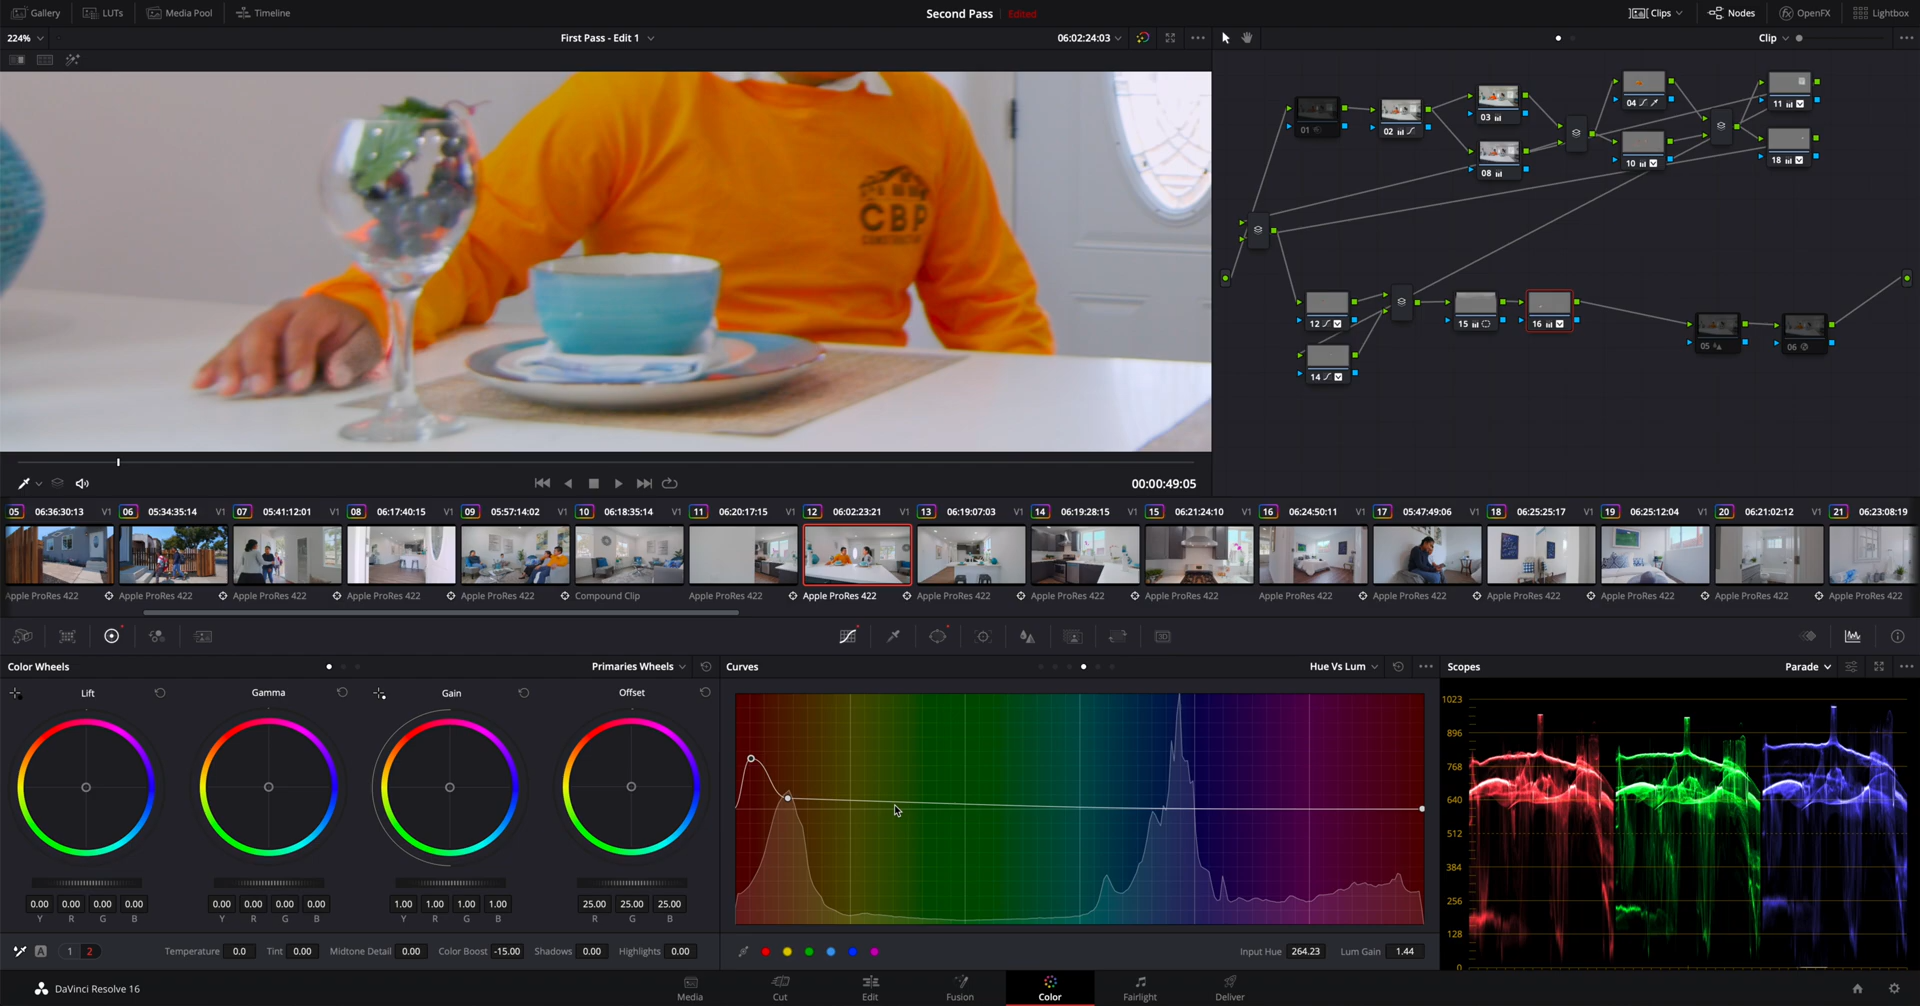 Gallery LUTs Media Pool Timeline Second Pass Edited Clips Nodes OpenFX Lightbox
224% First Pass - Edit 1 06:02:24:03 Clip
CBP
CONSTRUCTION
01 02 03 08 04 10 11 18
12 14 15 16 05 06
00:00:49:05
05 06:36:30:13 V1 06 05:34:35:14 V1 07 05:41:12:01 V1 08 06:17:40:15 V1 09 05:57:14:02 V1 10 06:18:35:14 V1 11 06:20:17:15 V1 12 06:02:23:21 V1 13 06:19:07:03 V1 14 06:19:28:15 V1 15 06:21:24:10 V1 16 06:24:50:11 V1 17 05:47:49:06 V1 18 06:25:25:17 V1 19 06:25:12:04 V1 20 06:21:02:12 V1 21 06:23:08:19
Apple ProRes 422 Apple ProRes 422 Apple ProRes 422 Apple ProRes 422 Apple ProRes 422 Compound Clip Apple ProRes 422 Apple ProRes 422 Apple ProRes 422 Apple ProRes 422 Apple ProRes 422 Apple ProRes 422 Apple ProRes 422 Apple ProRes 422 Apple ProRes 422 Apple ProRes 422 Apple ProRes 422
3D
Color Wheels Primaries Wheels Curves Hue Vs Lum Scopes Parade
Lift Gamma Gain Offset
1023
896
768
640
512
384
256
128
0
0.00 0.00 0.00 0.00 0.00 0.00 0.00 0.00 1.00 1.00 1.00 1.00 25.00 25.00 25.00
Y R G B Y R G B Y R G B R G B
A 1 2 Temperature 0.0 Tint 0.00 Midtone Detail 0.00 Color Boost -15.00 Shadows 0.00 Highlights 0.00 Input Hue 264.23 Lum Gain 1.44
DaVinci Resolve 16 Media Cut Edit Fusion Color Fairlight Deliver